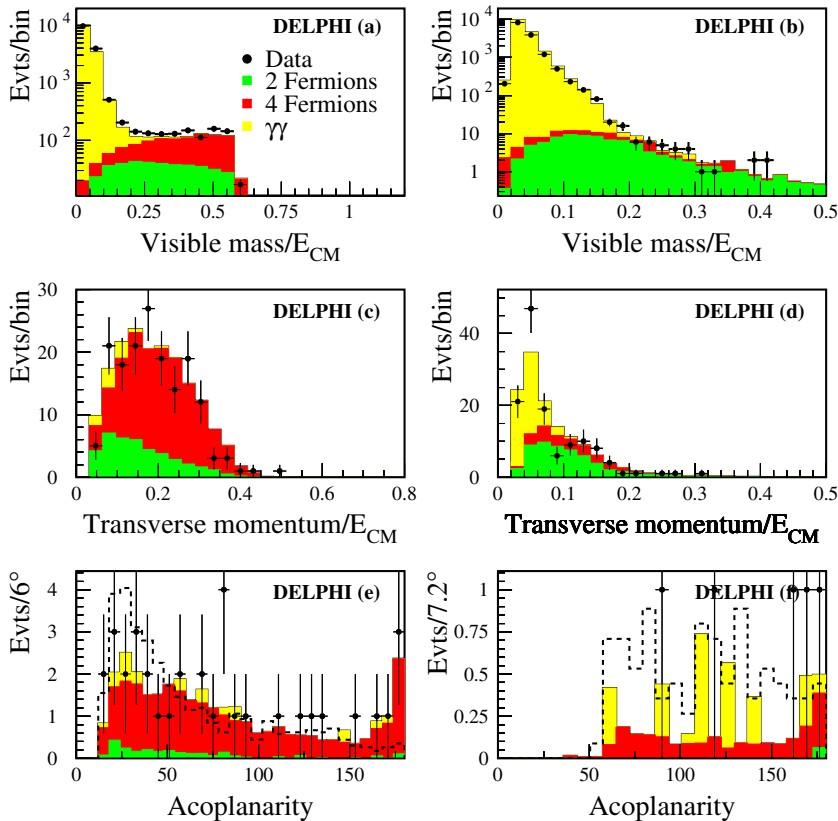 Evts/bin
DELPHI (a)
10^4
10^3
10^2
Data
2 Fermions
4 Fermions
γγ
0 0.25 0.5 0.75 1
Visible mass/E_CM
Evts/bin
DELPHI (b)
10^4
10^3
10^2
10
1
0 0.1 0.2 0.3 0.4 0.5
Visible mass/E_CM
Evts/bin
DELPHI (c)
30
20
10
0
0 0.2 0.4 0.6 0.8
Transverse momentum/E_CM
Evts/bin
DELPHI (d)
40
20
0
0 0.1 0.2 0.3 0.4 0.5
Transverse momentum/E_CM
Evts/6°
DELPHI (e)
4
3
2
1
0
0 50 100 150
Acoplanarity
Evts/7.2°
DELPHI (f)
1
0.75
0.5
0.25
0
0 50 100 150
Acoplanarity